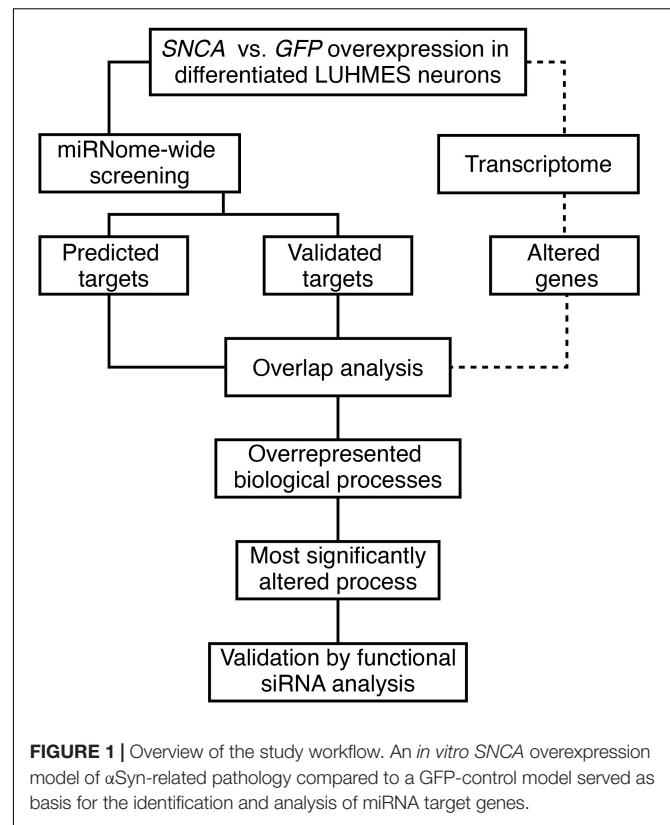 SNCA vs. GFP overexpression in
differentiated LUHMES neurons
miRNome-wide
screening
Transcriptome
Predicted
targets
Validated
targets
Altered
genes
Overlap analysis
Overrepresented
biological processes
Most significantly
altered process
Validation by functional
siRNA analysis
FIGURE 1 | Overview of the study workflow. An in vitro SNCA overexpression
model of αSyn-related pathology compared to a GFP-control model served as
basis for the identification and analysis of miRNA target genes.